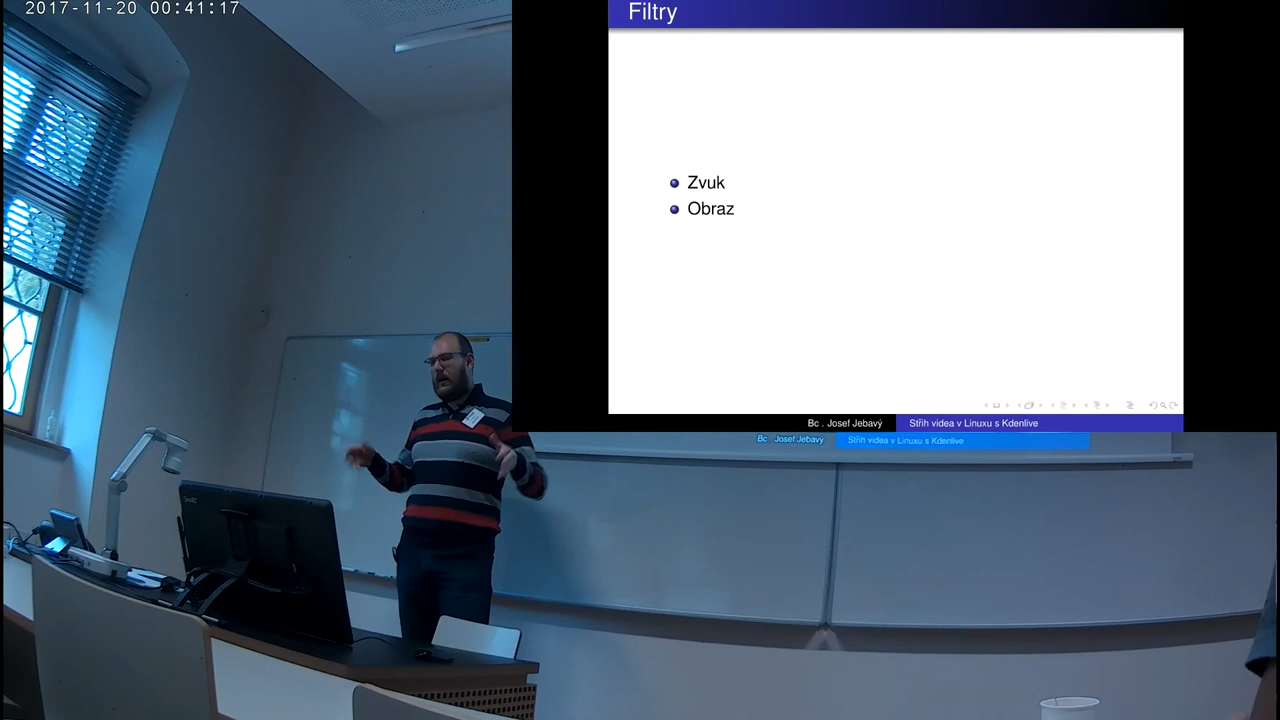 2017-11-20 00:41:17
Filtry
Zvuk
Obraz
Bc . Josef Jebavý
Střih videa v Linuxu s Kdenlive
Bc . Josef Jebavý
Střih videa v Linuxu s Kdenlive